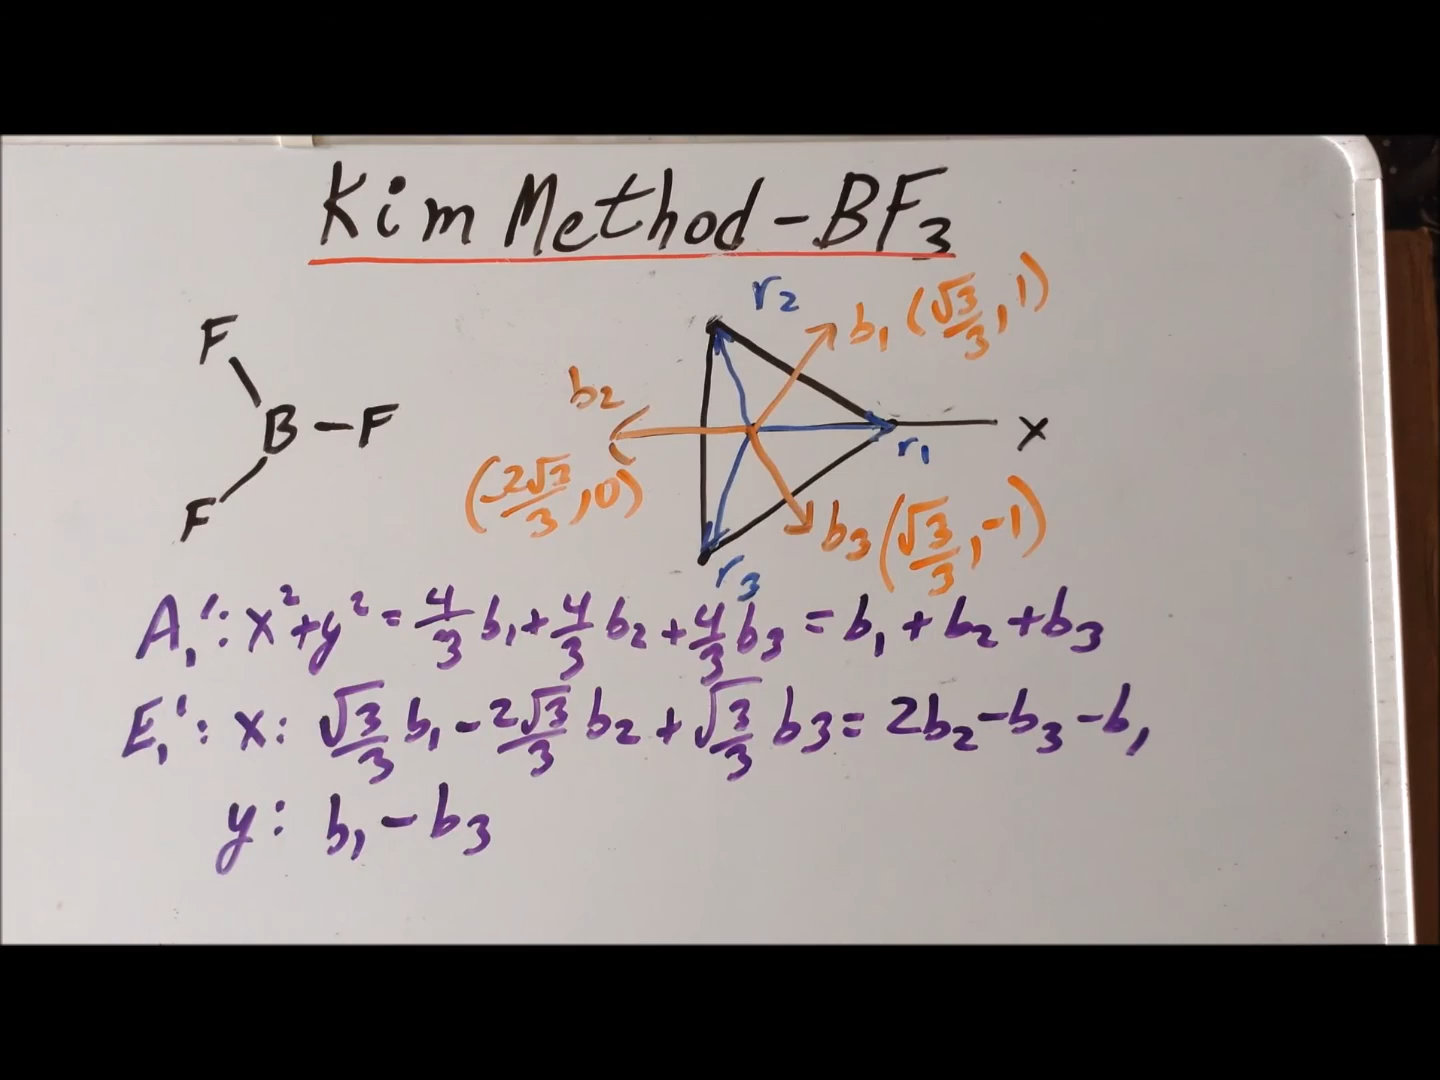 Kim Method - BF₃
F
B - F
F
r₂
b₁ (√3/3, 1)
b₂
(-2√3/3, 0)
r₁
x
b₃ (√3/3, -1)
r₃
A₁': x² + y² = 4/3 b₁ + 4/3 b₂ + 4/3 b₃ = b₁ + b₂ + b₃
E₁': x: √3/3 b₁ - 2√3/3 b₂ + √3/3 b₃ = 2b₂ - b₃ - b₁
y: b₁ - b₃